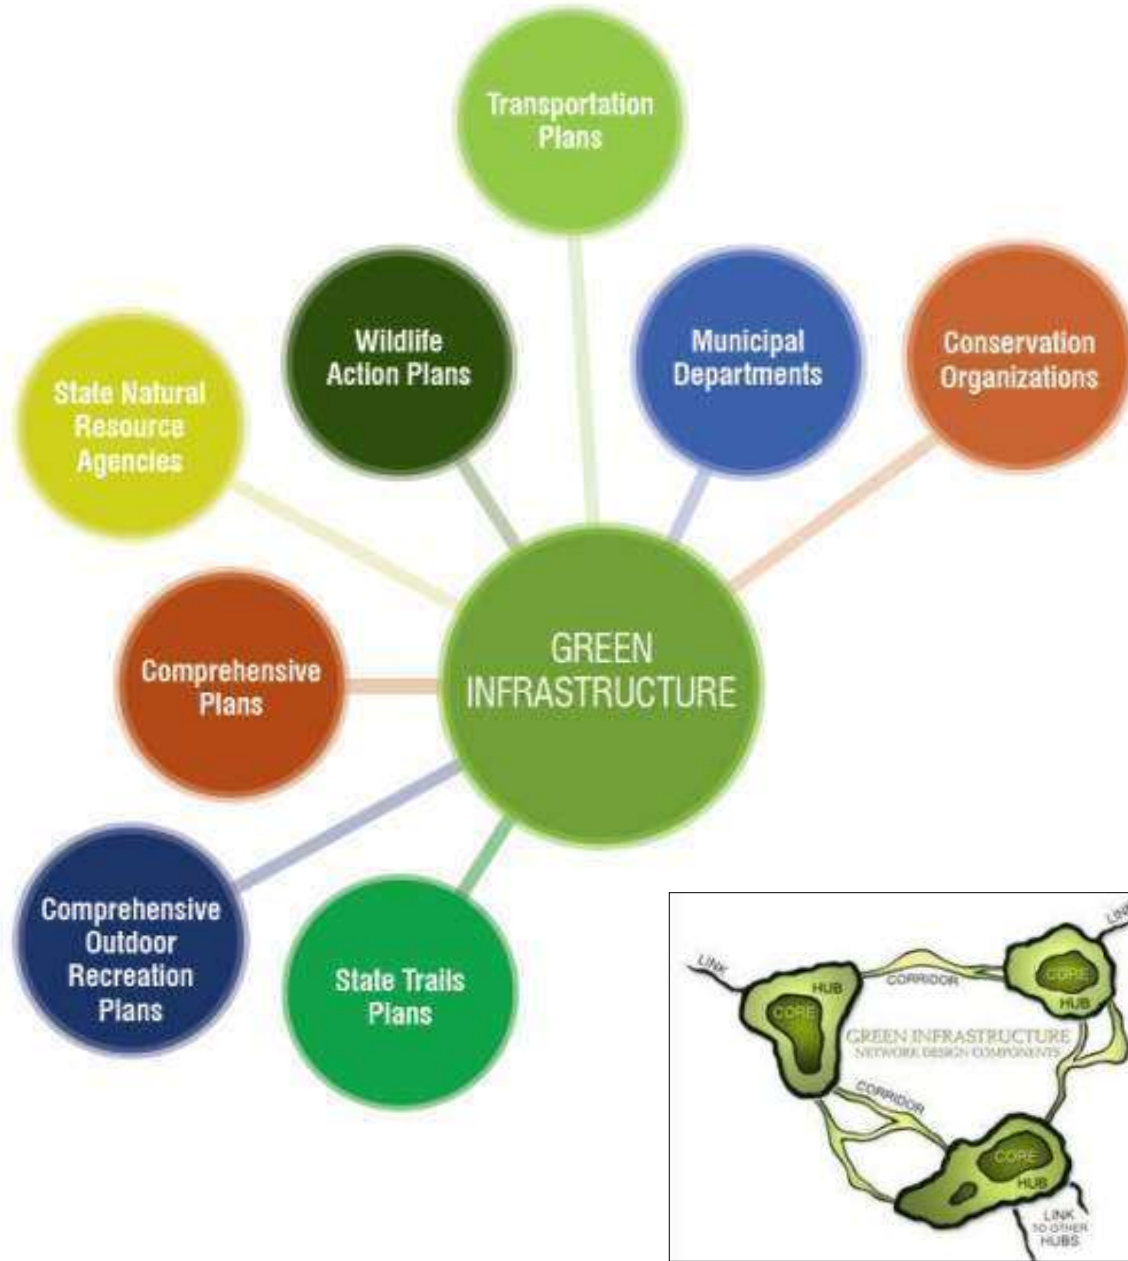 Transportation
Plans
Wildlife
Action Plans
Municipal
Departments
Conservation
Organizations
State Natural
Resource
Agencies
GREEN
INFRASTRUCTURE
Comprehensive
Plans
Comprehensive
Outdoor
Recreation
Plans
State Trails
Plans
LINK
LINK
CORRIDOR
HUB
CORE
CORE
HUB
GREEN INFRASTRUCTURE
NETWORK DESIGN COMPONENTS
CORRIDOR
CORE
HUB
LINK
TO OTHER
HUBS